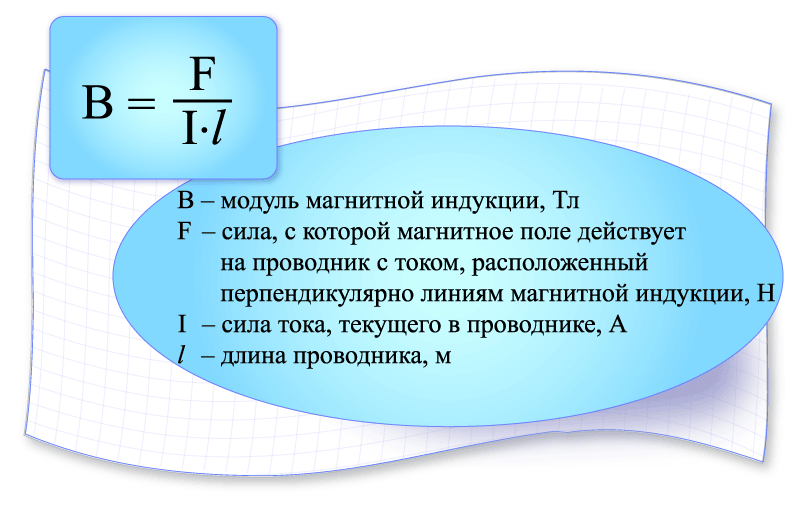 B = F / I·l
B – модуль магнитной индукции, Тл
F – сила, с которой магнитное поле действует
на проводник с током, расположенный
перпендикулярно линиям магнитной индукции, Н
I – сила тока, текущего в проводнике, А
l – длина проводника, м